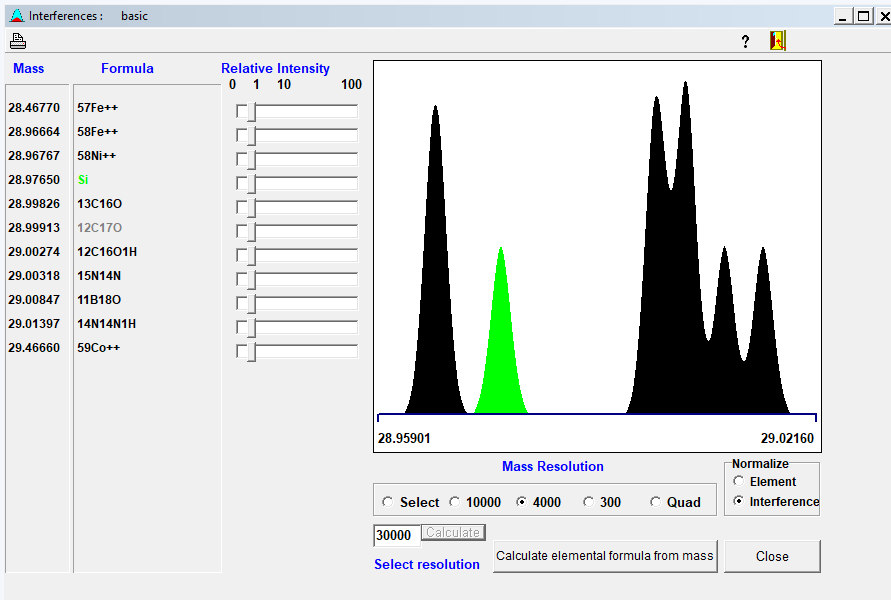 Interferences : basic
?
Mass Formula Relative Intensity
0 1 10 100
28.46770 57Fe++
28.96664 58Fe++
28.96767 58Ni++
28.97650 Si
28.99826 13C16O
28.99913 12C17O
29.00274 12C16O1H
29.00318 15N14N
29.00847 11B18O
29.01397 14N14N1H
29.46660 59Co++
28.95901 29.02160
Mass Resolution
Normalize
Element
Select 10000 4000 300 Quad
Interference
30000 Calculate
Select resolution
Calculate elemental formula from mass
Close